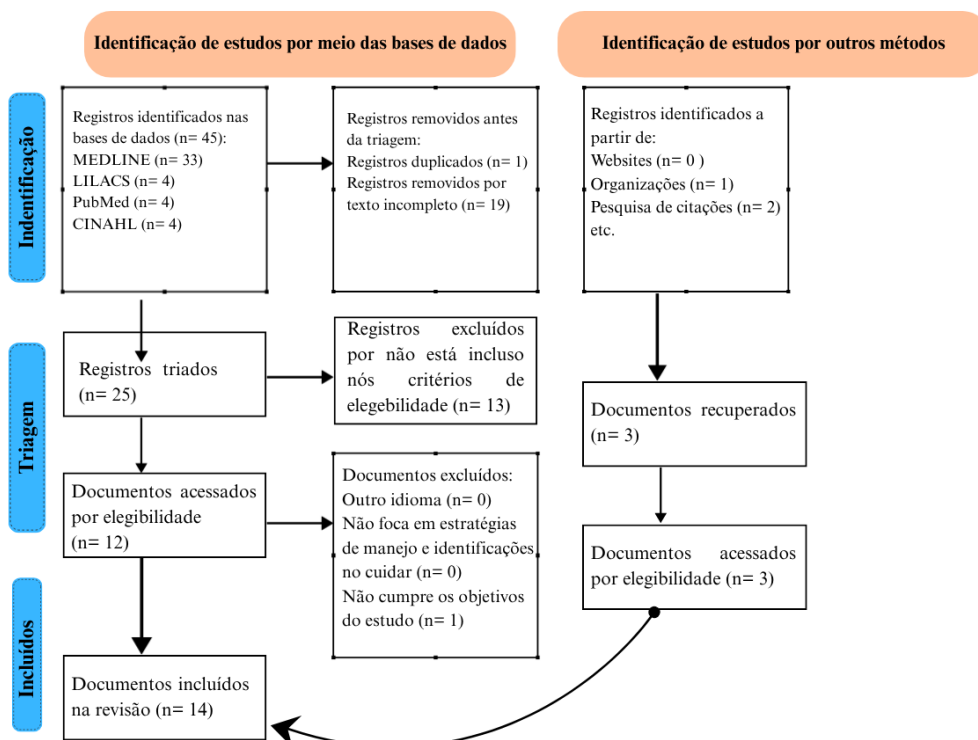 Identificação de estudos por meio das bases de dados
Identificação de estudos por outros métodos
Indentificação
Registros identificados nas
bases de dados (n= 45):
MEDLINE (n= 33)
LILACS (n= 4)
PubMed (n= 4)
CINAHL (n= 4)
Registros removidos antes
da triagem:
Registros duplicados (n= 1)
Registros removidos por
texto incompleto (n= 19)
Registros identificados a
partir de:
Websites (n= 0 )
Organizações (n= 1)
Pesquisa de citações (n= 2)
etc.
Triagem
Registros triados
(n= 25)
Registros excluídos
por não está incluso
nós critérios de
elegebilidade (n= 13)
Documentos recuperados
(n= 3)
Documentos acessados
por elegibilidade
(n= 12)
Documentos excluídos:
Outro idioma (n= 0)
Não foca em estratégias
de manejo e identificações
no cuidar (n= 0)
Não cumpre os objetivos
do estudo (n= 1)
Documentos acessados
por elegibilidade (n= 3)
Incluídos
Documentos incluídos
na revisão (n= 14)